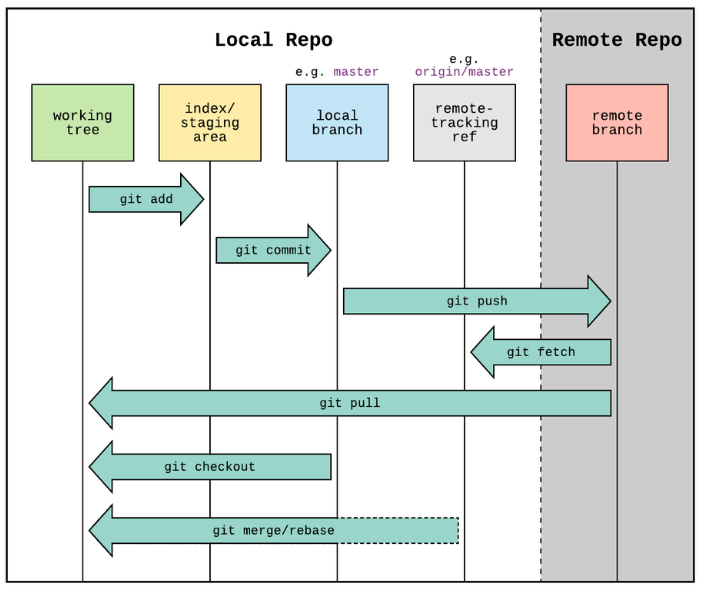 Local Repo
Remote Repo
e.g. master
e.g.
origin/master
working
tree
index/
staging
area
local
branch
remote-
tracking
ref
remote
branch
git add
git commit
git push
git fetch
git pull
git checkout
git merge/rebase